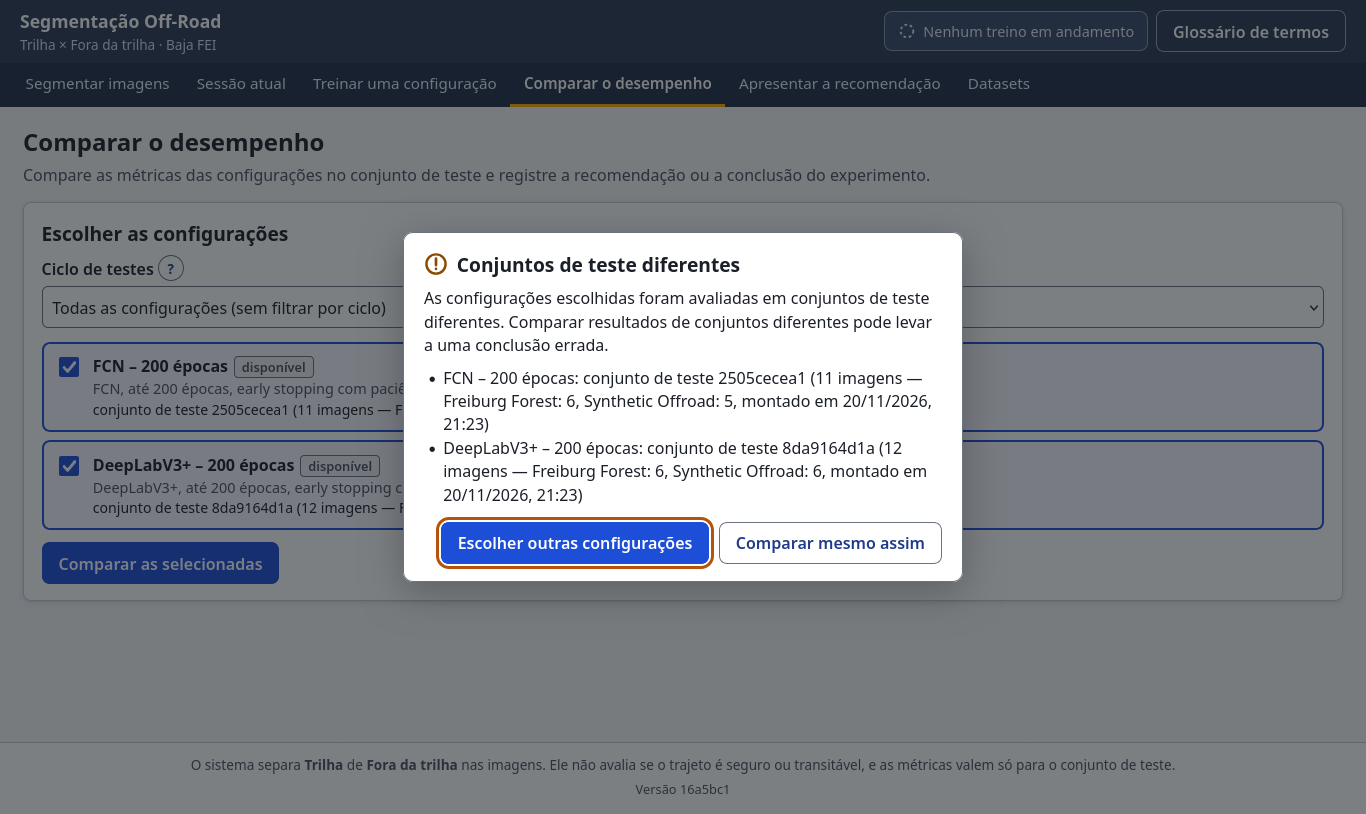 Segmentação Off-Road
Trilha × Fora da trilha · Baja FEI
Nenhum treino em andamento
Glossário de termos
Segmentar imagens
Sessão atual
Treinar uma configuração
Comparar o desempenho
Apresentar a recomendação
Datasets
Comparar o desempenho
Compare as métricas das configurações no conjunto de teste e registre a recomendação ou a conclusão do experimento.
Escolher as configurações
Ciclo de testes ?
Todas as configurações (sem filtrar por ciclo)
FCN – 200 épocas disponível
FCN, até 200 épocas, early stopping com
conjunto de teste 2505cecea1 (11 imagens —
DeepLabV3+ – 200 épocas disponível
DeepLabV3+, até 200 épocas, early stopping
conjunto de teste 8da9164d1a (12 imagens —
Comparar as selecionadas
Conjuntos de teste diferentes
As configurações escolhidas foram avaliadas em conjuntos de teste
diferentes. Comparar resultados de conjuntos diferentes pode levar
a uma conclusão errada.
FCN – 200 épocas: conjunto de teste 2505cecea1 (11 imagens —
Freiburg Forest: 6, Synthetic Offroad: 5, montado em 20/11/2026,
21:23)
DeepLabV3+ – 200 épocas: conjunto de teste 8da9164d1a (12
imagens — Freiburg Forest: 6, Synthetic Offroad: 6, montado em
20/11/2026, 21:23)
Escolher outras configurações
Comparar mesmo assim
O sistema separa Trilha de Fora da trilha nas imagens. Ele não avalia se o trajeto é seguro ou transitável, e as métricas valem só para o conjunto de teste.
Versão 16a5bc1